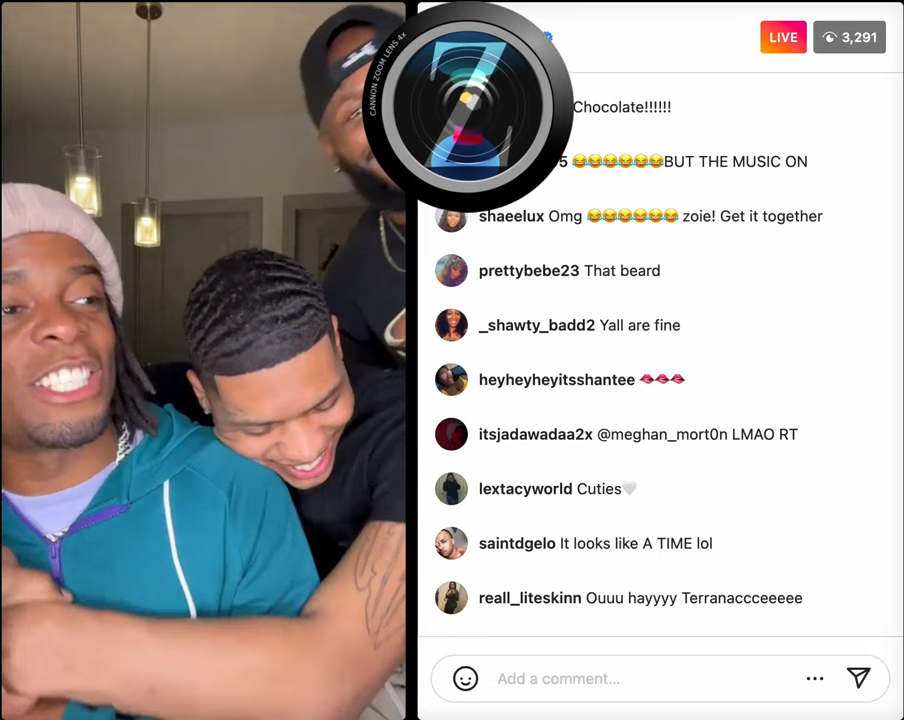 CANNON ZOOM LENS 4x
Z
LIVE
3,291
Chocolate!!!!!!
5 😂😂😂😂😂😂BUT THE MUSIC ON
shaeelux Omg 😂😂😂😂😂😂 zoie! Get it together
prettybebe23 That beard
_shawty_badd2 Yall are fine
heyheyheyitsshantee 🫦🫦🫦
itsjadawadaa2x @meghan_mort0n LMAO RT
lextacyworld Cuties🤍
saintdgelo It looks like A TIME lol
reall_liteskinn Ouuu hayyyy Terranaccceeeee
Add a comment...